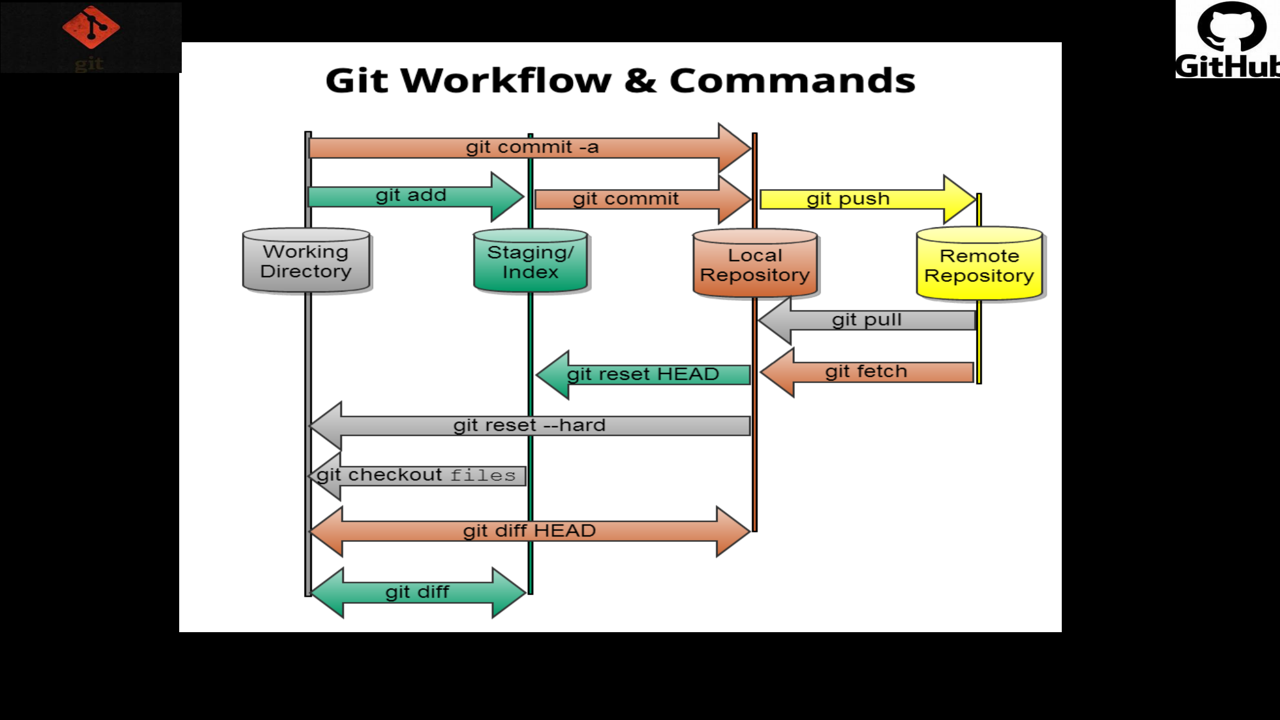 git
GitHub
Git Workflow & Commands
git commit -a
git add
git commit
git push
Working
Directory
Staging/
Index
Local
Repository
Remote
Repository
git pull
git fetch
git reset HEAD
git reset --hard
git checkout files
git diff HEAD
git diff